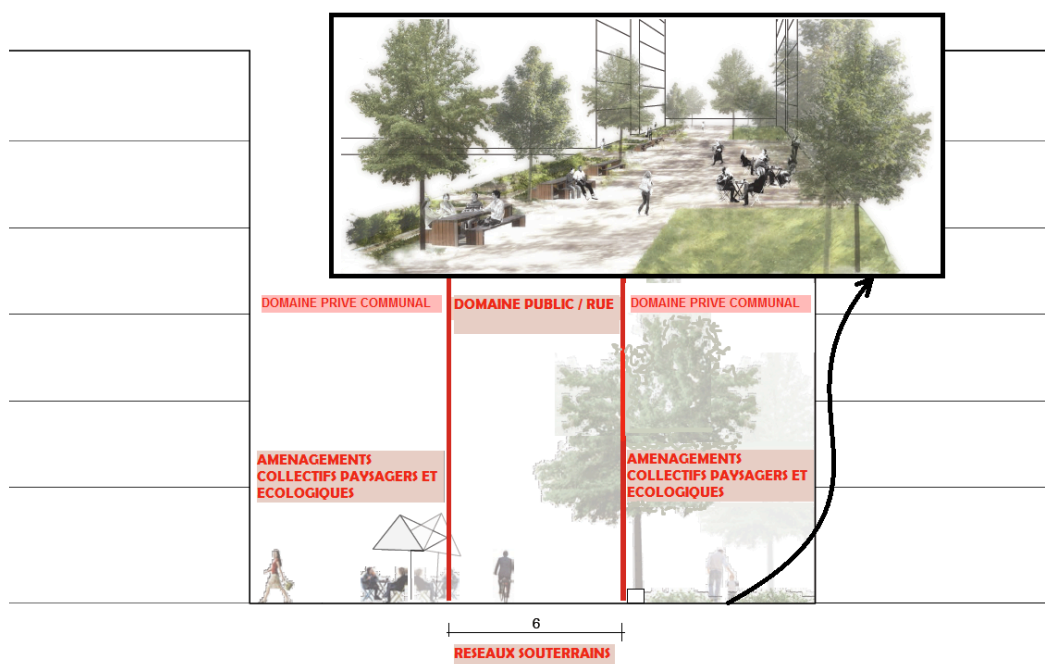 DOMAINE PRIVE COMMUNAL
DOMAINE PUBLIC / RUE
DOMAINE PRIVE COMMUNAL
AMENAGEMENTS
COLLECTIFS PAYSAGERS ET
ECOLOGIQUES
AMENAGEMENTS
COLLECTIFS PAYSAGERS ET
ECOLOGIQUES
6
RESEAUX SOUTERRAINS